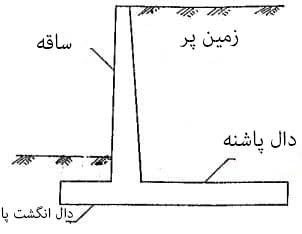 زمین پر
ساقه
دال پاشنه
دال انگشت پا